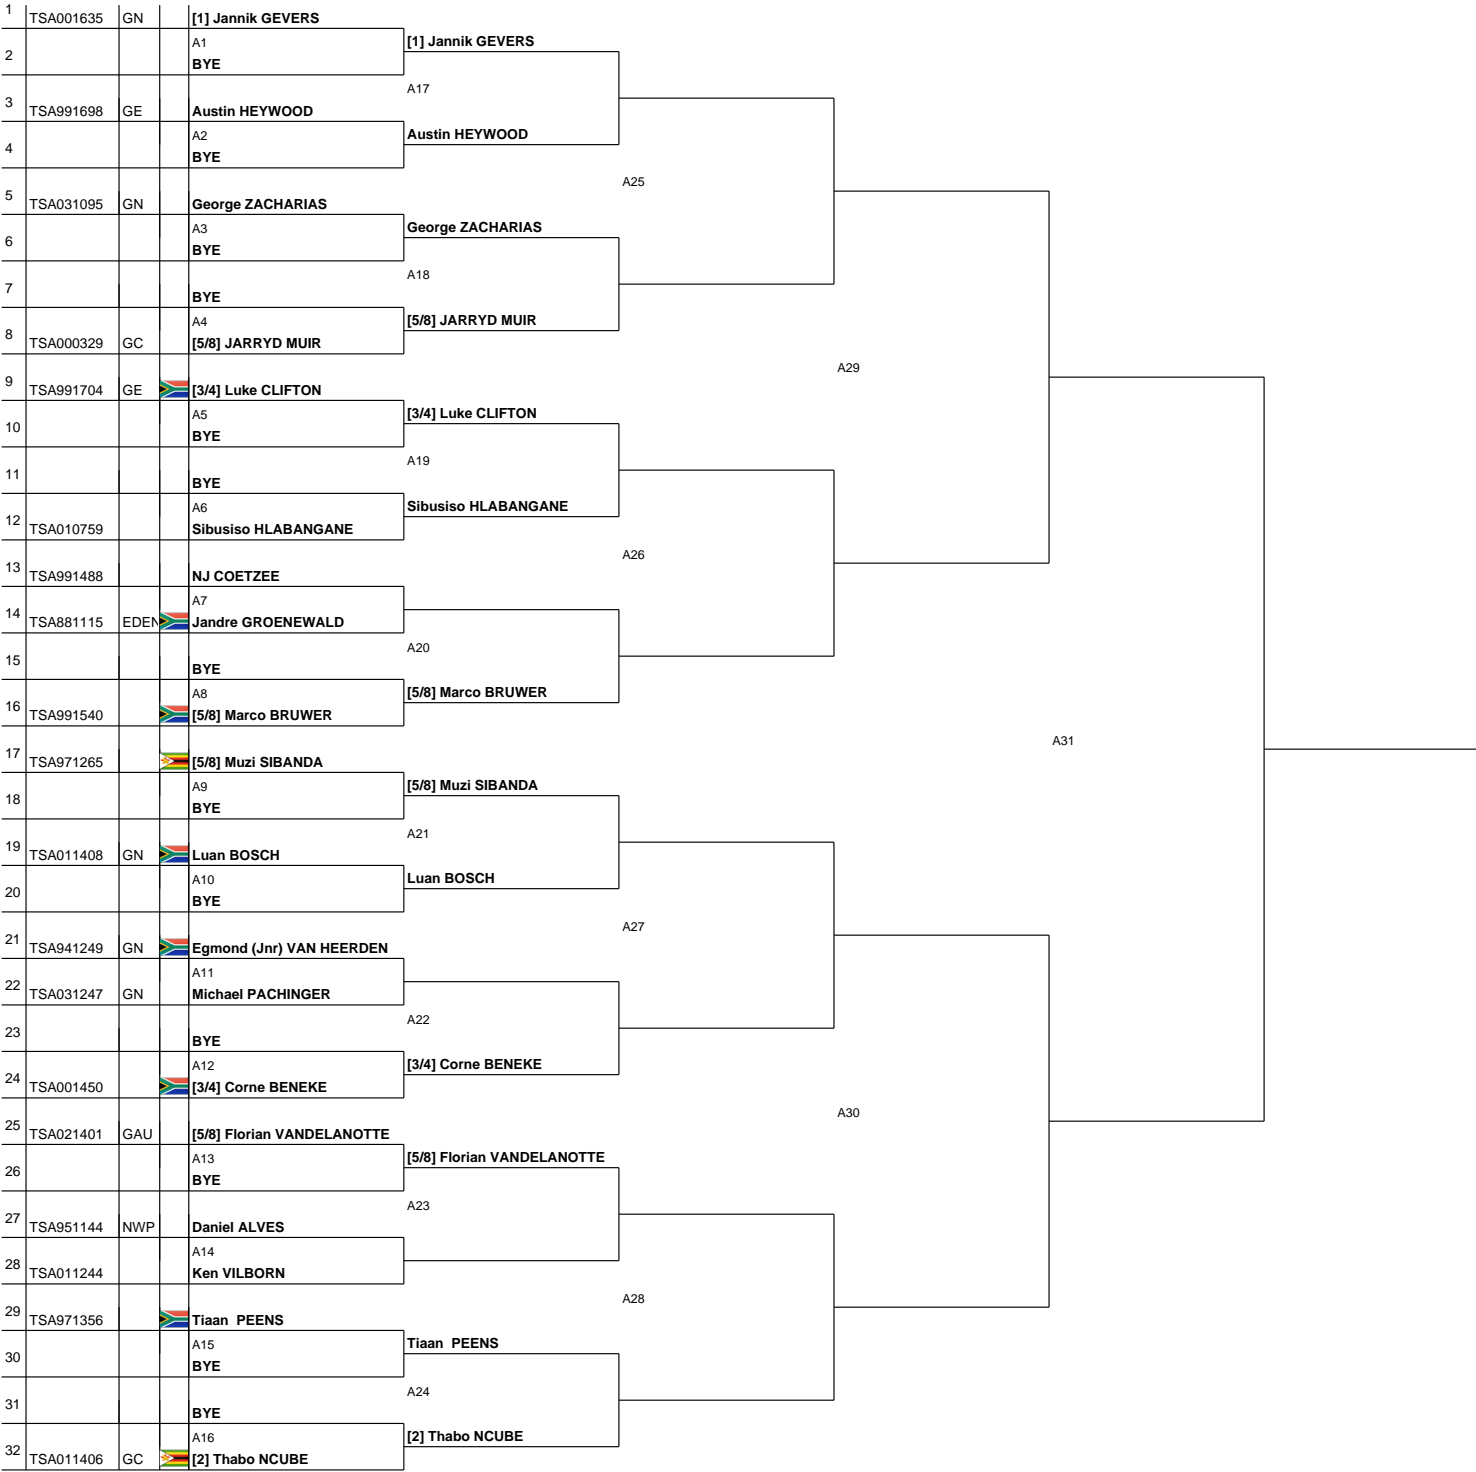 1 TSA001635 GN [1] Jannik GEVERS
A1 [1] Jannik GEVERS
2 BYE
A17
3 TSA991698 GE Austin HEYWOOD
A2 Austin HEYWOOD
4 BYE
A25
5 TSA031095 GN George ZACHARIAS
A3 George ZACHARIAS
6 BYE
A18
7 BYE
A4 [5/8] JARRYD MUIR
8 TSA000329 GC [5/8] JARRYD MUIR
A29
9 TSA991704 GE [3/4] Luke CLIFTON
A5 [3/4] Luke CLIFTON
10 BYE
A19
11 BYE
A6 Sibusiso HLABANGANE
12 TSA010759 Sibusiso HLABANGANE
A26
13 TSA991488 NJ COETZEE
A7
14 TSA881115 EDEN Jandre GROENEWALD
A20
15 BYE
A8 [5/8] Marco BRUWER
16 TSA991540 [5/8] Marco BRUWER
A31
17 TSA971265 [5/8] Muzi SIBANDA
A9 [5/8] Muzi SIBANDA
18 BYE
A21
19 TSA011408 GN Luan BOSCH
A10 Luan BOSCH
20 BYE
A27
21 TSA941249 GN Egmond (Jnr) VAN HEERDEN
A11
22 TSA031247 GN Michael PACHINGER
A22
23 BYE
A12 [3/4] Corne BENEKE
24 TSA001450 [3/4] Corne BENEKE
A30
25 TSA021401 GAU [5/8] Florian VANDELANOTTE
A13 [5/8] Florian VANDELANOTTE
26 BYE
A23
27 TSA951144 NWP Daniel ALVES
A14
28 TSA011244 Ken VILBORN
A28
29 TSA971356 Tiaan PEENS
A15 Tiaan PEENS
30 BYE
A24
31 BYE
A16 [2] Thabo NCUBE
32 TSA011406 GC [2] Thabo NCUBE